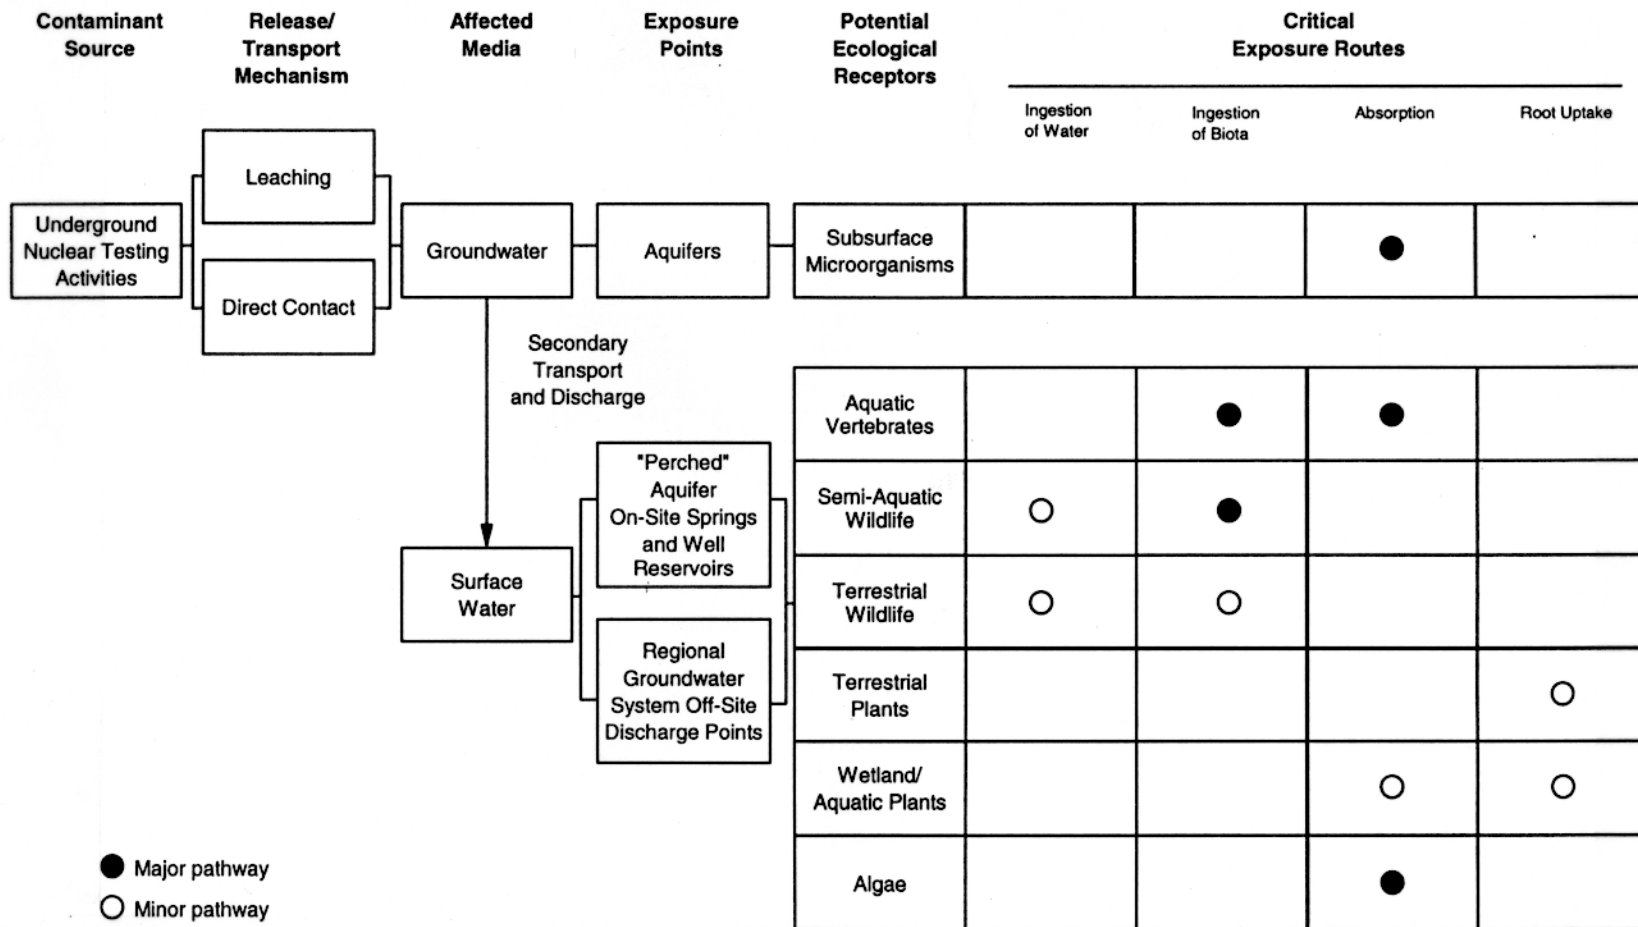 Contaminant
Source
Release/
Transport
Mechanism
Affected
Media
Exposure
Points
Potential
Ecological
Receptors
Critical
Exposure Routes
Ingestion
of Water
Ingestion
of Biota
Absorption
Root Uptake
Underground
Nuclear Testing
Activities
Leaching
Direct Contact
Groundwater
Aquifers
Subsurface
Microorganisms
Secondary
Transport
and Discharge
Surface
Water
"Perched"
Aquifer
On-Site Springs
and Well
Reservoirs
Regional
Groundwater
System Off-Site
Discharge Points
Aquatic
Vertebrates
Semi-Aquatic
Wildlife
Terrestrial
Wildlife
Terrestrial
Plants
Wetland/
Aquatic Plants
Algae
Major pathway
Minor pathway